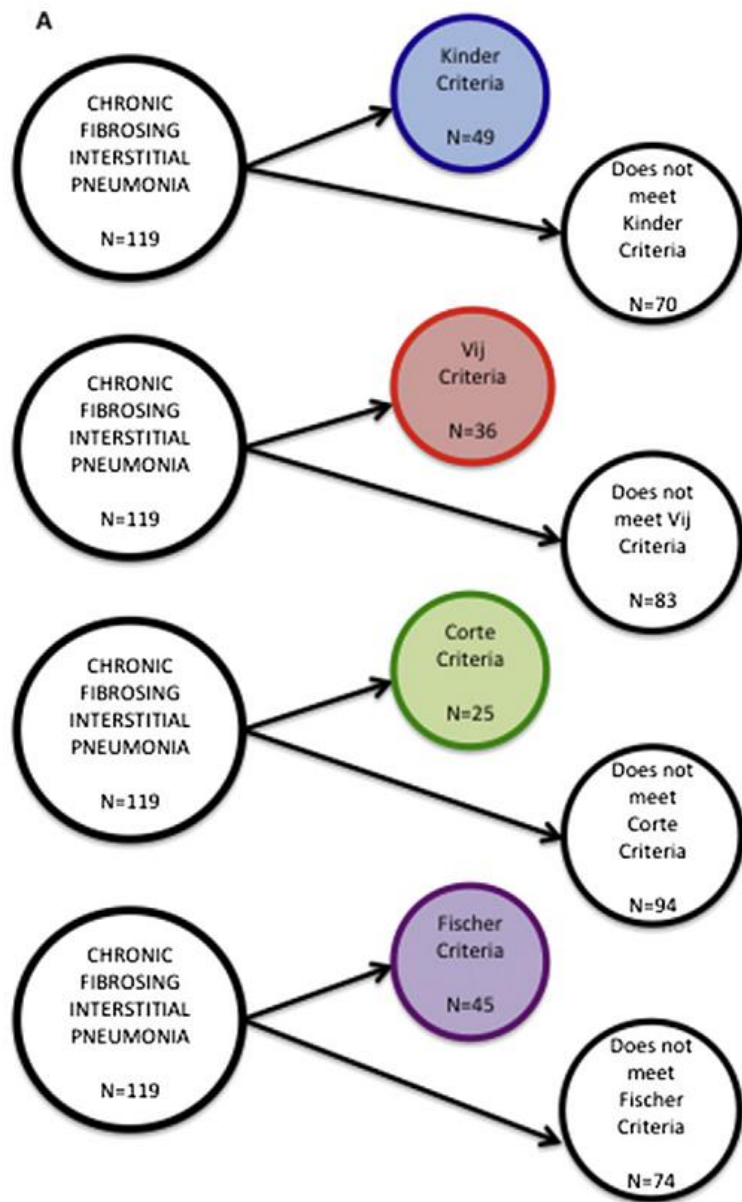 A
CHRONIC
FIBROSING
INTERSTITIAL
PNEUMONIA
N=119
Kinder
Criteria
N=49
Does not
meet
Kinder
Criteria
N=70
CHRONIC
FIBROSING
INTERSTITIAL
PNEUMONIA
N=119
Vij
Criteria
N=36
Does not
meet Vij
Criteria
N=83
CHRONIC
FIBROSING
INTERSTITIAL
PNEUMONIA
N=119
Corte
Criteria
N=25
Does not
meet
Corte
Criteria
N=94
CHRONIC
FIBROSING
INTERSTITIAL
PNEUMONIA
N=119
Fischer
Criteria
N=45
Does not
meet
Fischer
Criteria
N=74